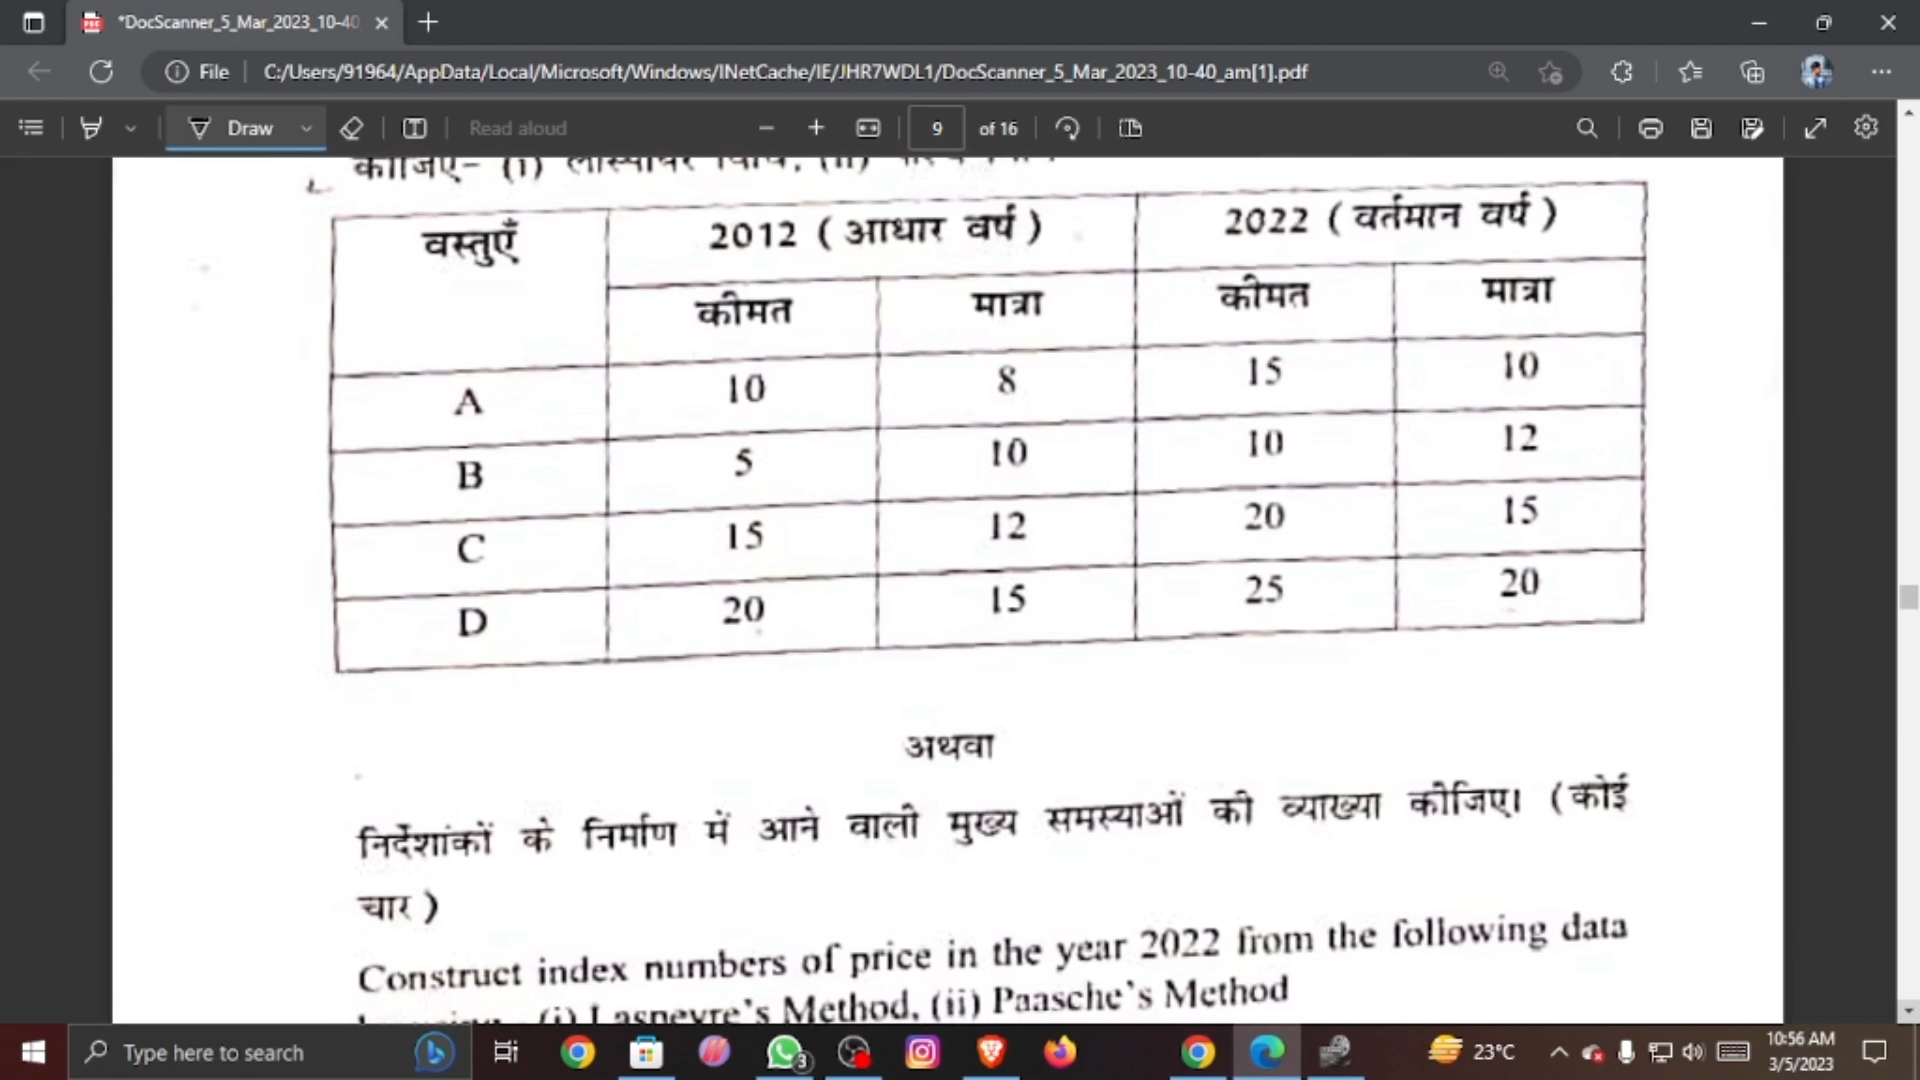 *DocScanner_5_Mar_2023_10-40
File
C:/Users/91964/AppData/Local/Microsoft/Windows/INetCache/IE/JHR7WDL1/DocScanner_5_Mar_2023_10-40_am[1].pdf
Draw
Read aloud
9 of 16
कीजिए- (i)
वस्तुएँ 2012 ( आधार वर्ष ) 2022 ( वर्तमान वर्ष )
कीमत मात्रा कीमत मात्रा
A 10 8 15 10
B 5 10 10 12
C 15 12 20 15
D 20 15 25 20
अथवा
निर्देशांकों के निर्माण में आने वाली मुख्य समस्याओं की व्याख्या कीजिए। ( कोई
चार )
Construct index numbers of price in the year 2022 from the following data
(i) Laspeyre's Method, (ii) Paasche's Method
Type here to search
3
23°C
10:56 AM
3/5/2023